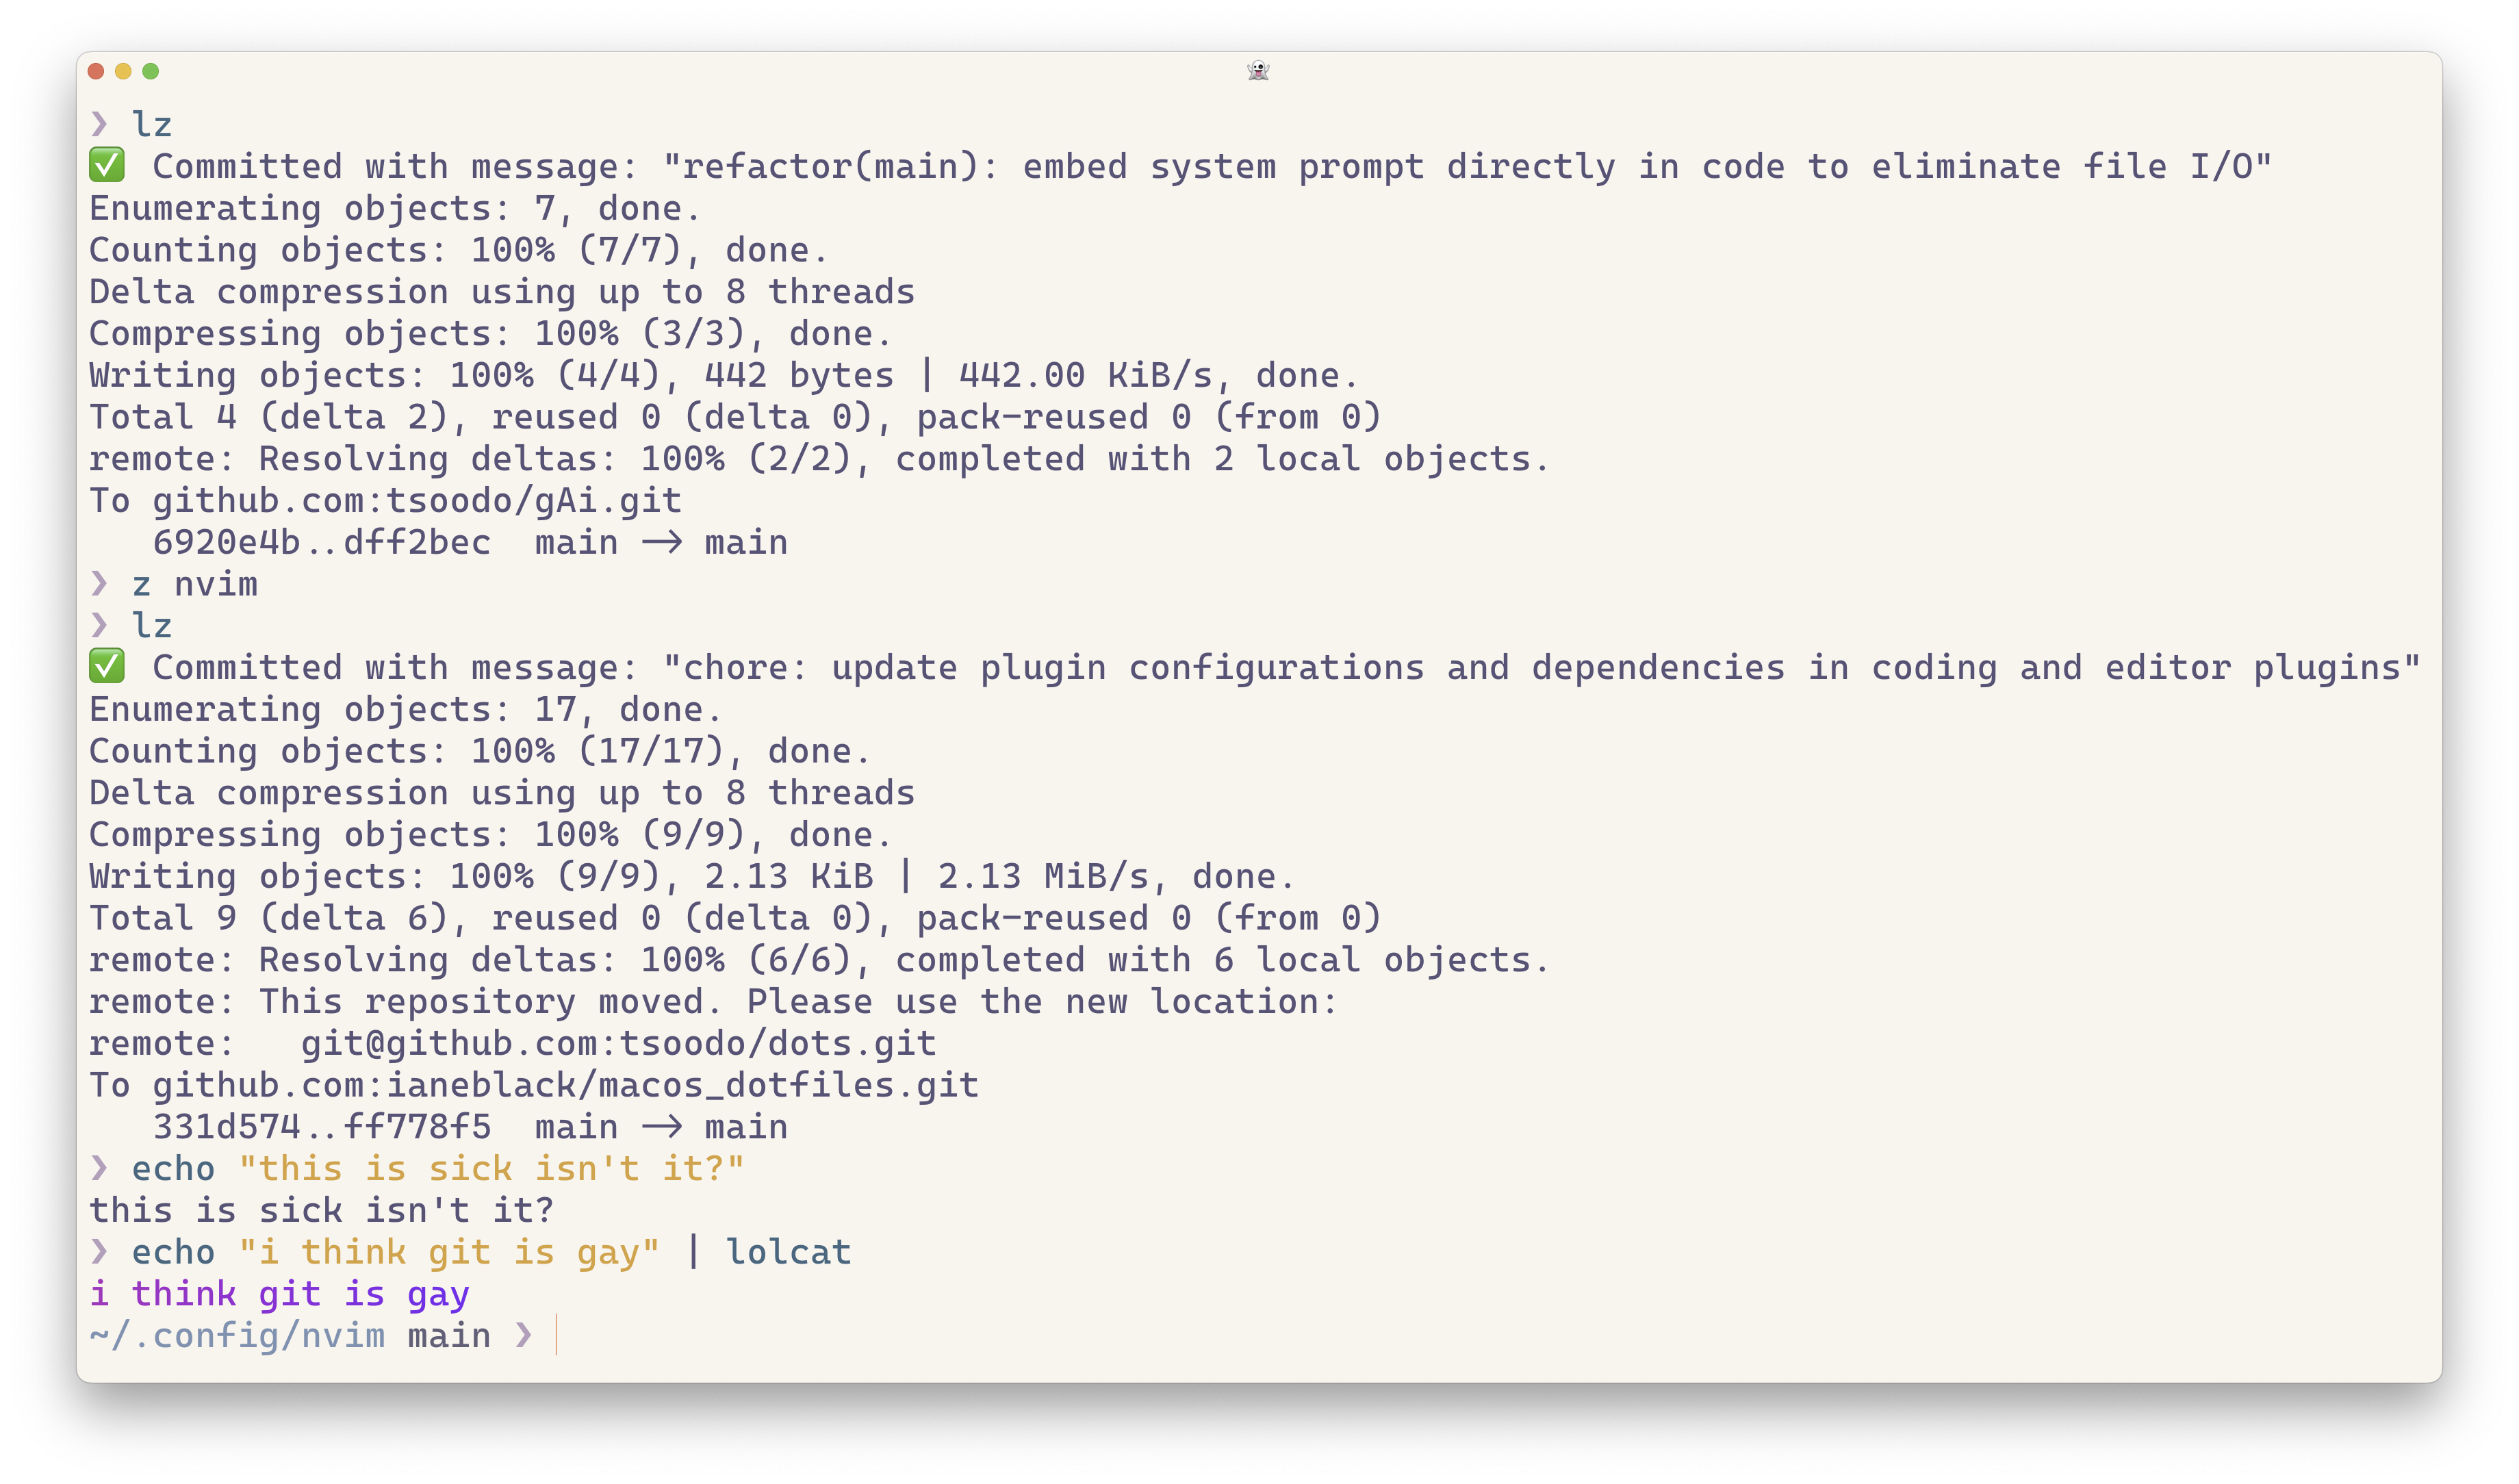 ❯ lz
✅ Committed with message: "refactor(main): embed system prompt directly in code to eliminate file I/O"
Enumerating objects: 7, done.
Counting objects: 100% (7/7), done.
Delta compression using up to 8 threads
Compressing objects: 100% (3/3), done.
Writing objects: 100% (4/4), 442 bytes | 442.00 KiB/s, done.
Total 4 (delta 2), reused 0 (delta 0), pack-reused 0 (from 0)
remote: Resolving deltas: 100% (2/2), completed with 2 local objects.
To github.com:tsoodo/gAi.git
   6920e4b..dff2bec  main -> main
❯ z nvim
❯ lz
✅ Committed with message: "chore: update plugin configurations and dependencies in coding and editor plugins"
Enumerating objects: 17, done.
Counting objects: 100% (17/17), done.
Delta compression using up to 8 threads
Compressing objects: 100% (9/9), done.
Writing objects: 100% (9/9), 2.13 KiB | 2.13 MiB/s, done.
Total 9 (delta 6), reused 0 (delta 0), pack-reused 0 (from 0)
remote: Resolving deltas: 100% (6/6), completed with 6 local objects.
remote: This repository moved. Please use the new location:
remote:   git@github.com:tsoodo/dots.git
To github.com:ianeblack/macos_dotfiles.git
   331d574..ff778f5  main -> main
❯ echo "this is sick isn't it?"
this is sick isn't it?
❯ echo "i think git is gay" | lolcat
i think git is gay
~/.config/nvim main ❯